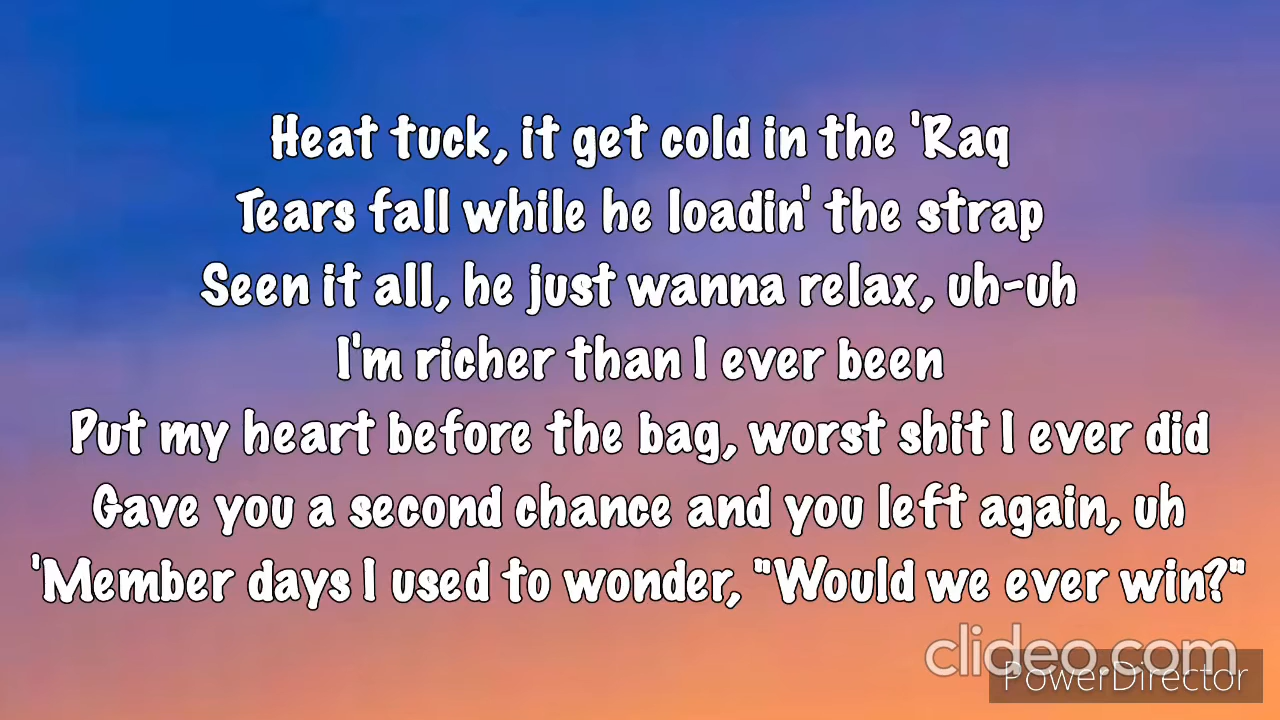 Heat tuck, it get cold in the 'Raq
Tears fall while he loadin' the strap
Seen it all, he just wanna relax, uh-uh
I'm richer than I ever been
Put my heart before the bag, worst shit I ever did
Gave you a second chance and you left again, uh
'Member days I used to wonder, "Would we ever win?"
clideo.com
PowerDirector